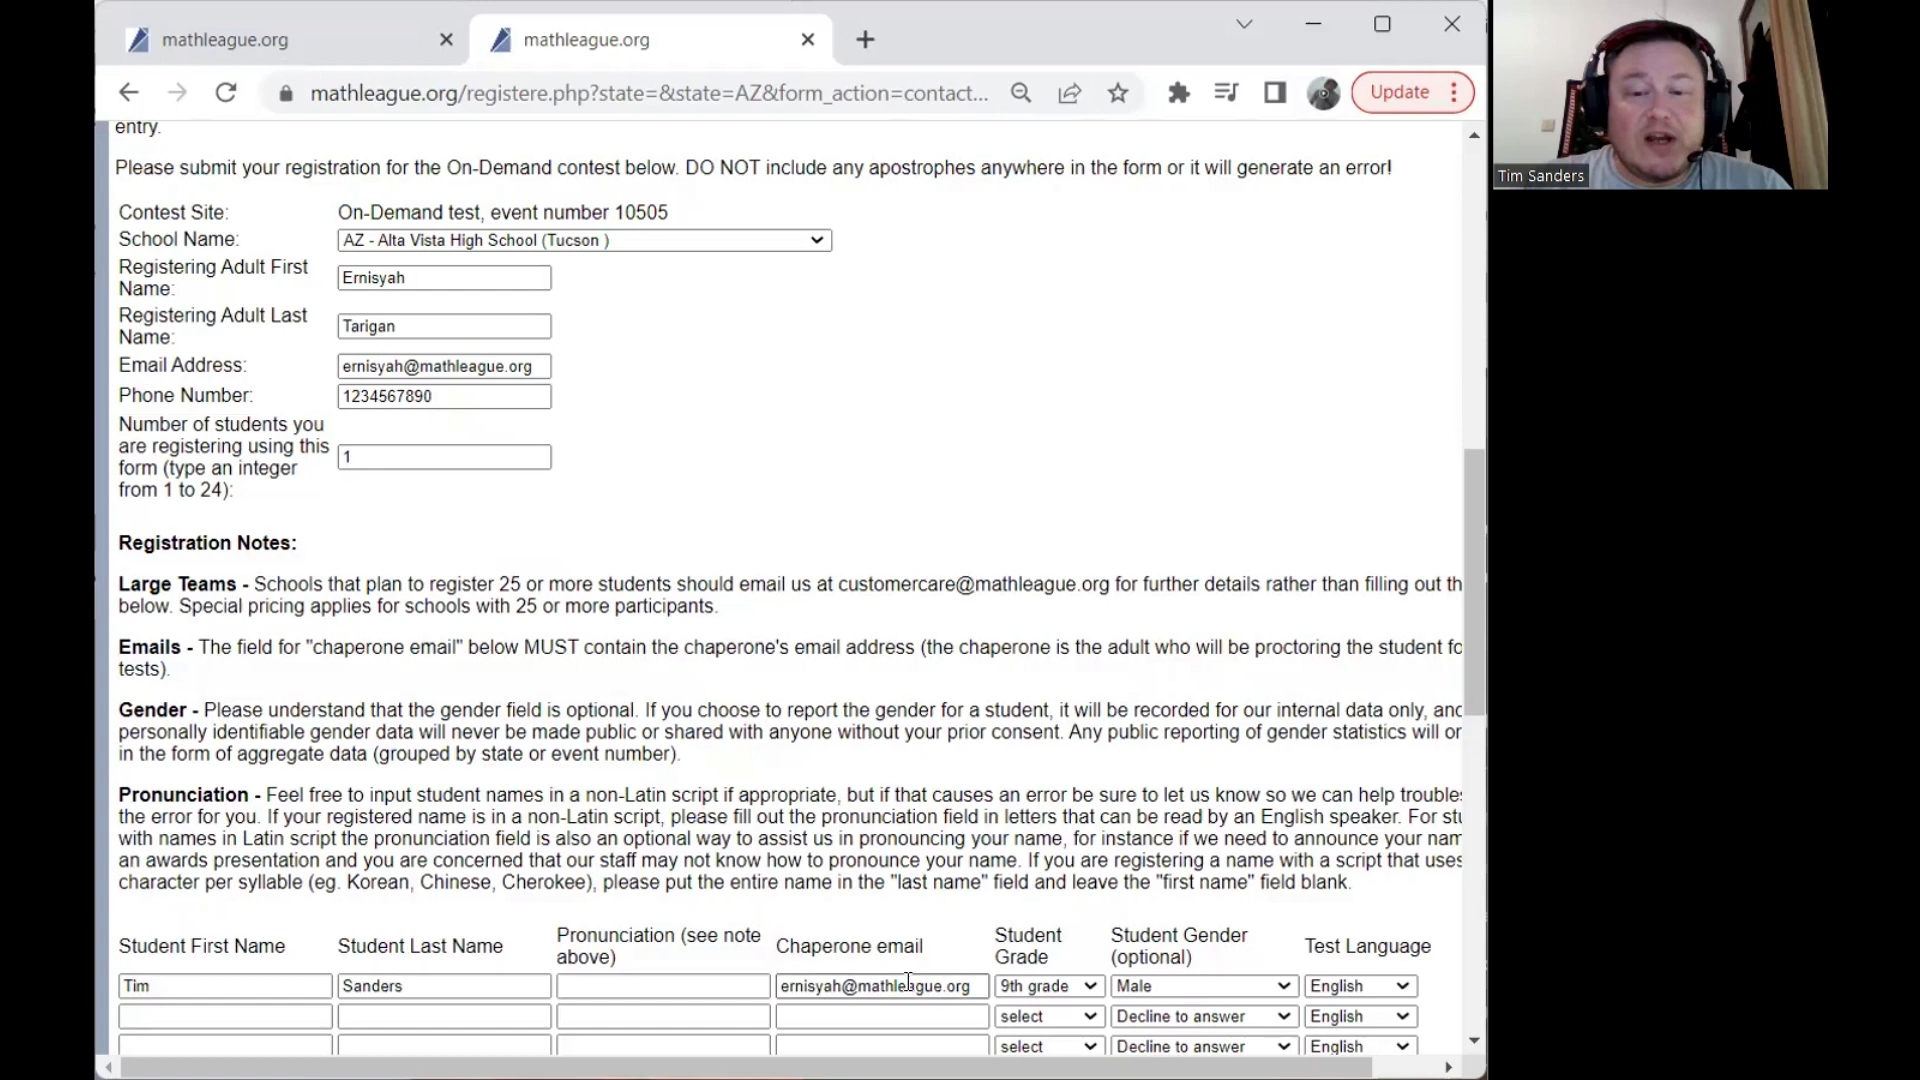 mathleague.org
mathleague.org
mathleague.org/registere.php?state=&state=AZ&form_action=contact...
Update
Tim Sanders
entry.
Please submit your registration for the On-Demand contest below. DO NOT include any apostrophes anywhere in the form or it will generate an error!
Contest Site: On-Demand test, event number 10505
School Name: AZ - Alta Vista High School (Tucson )
Registering Adult First
Name: Ernisyah
Registering Adult Last
Name: Tarigan
Email Address: ernisyah@mathleague.org
Phone Number: 1234567890
Number of students you
are registering using this
form (type an integer
from 1 to 24): 1
Registration Notes:
Large Teams - Schools that plan to register 25 or more students should email us at customercare@mathleague.org for further details rather than filling out th
below. Special pricing applies for schools with 25 or more participants.
Emails - The field for "chaperone email" below MUST contain the chaperone's email address (the chaperone is the adult who will be proctoring the student fo
tests).
Gender - Please understand that the gender field is optional. If you choose to report the gender for a student, it will be recorded for our internal data only, and
personally identifiable gender data will never be made public or shared with anyone without your prior consent. Any public reporting of gender statistics will or
in the form of aggregate data (grouped by state or event number).
Pronunciation - Feel free to input student names in a non-Latin script if appropriate, but if that causes an error be sure to let us know so we can help trouble
the error for you. If your registered name is in a non-Latin script, please fill out the pronunciation field in letters that can be read by an English speaker. For stu
with names in Latin script the pronunciation field is also an optional way to assist us in pronouncing your name, for instance if we need to announce your nam
an awards presentation and you are concerned that our staff may not know how to pronounce your name. If you are registering a name with a script that uses
character per syllable (eg. Korean, Chinese, Cherokee), please put the entire name in the "last name" field and leave the "first name" field blank.
Student First Name Student Last Name Pronunciation (see note above) Chaperone email Student Grade Student Gender (optional) Test Language
Tim Sanders ernisyah@mathleague.org 9th grade Male English
select Decline to answer English
select Decline to answer English